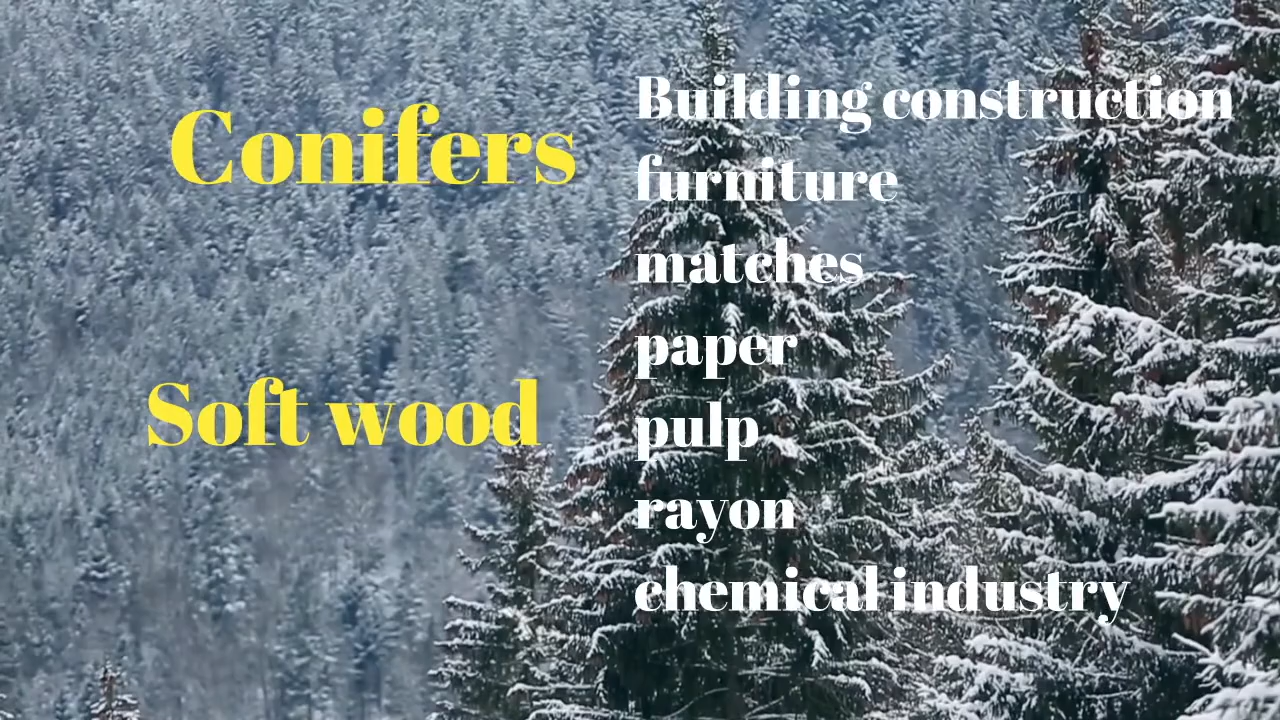 Conifers
Soft wood
Building construction
furniture
matches
paper
pulp
rayon
chemical industry